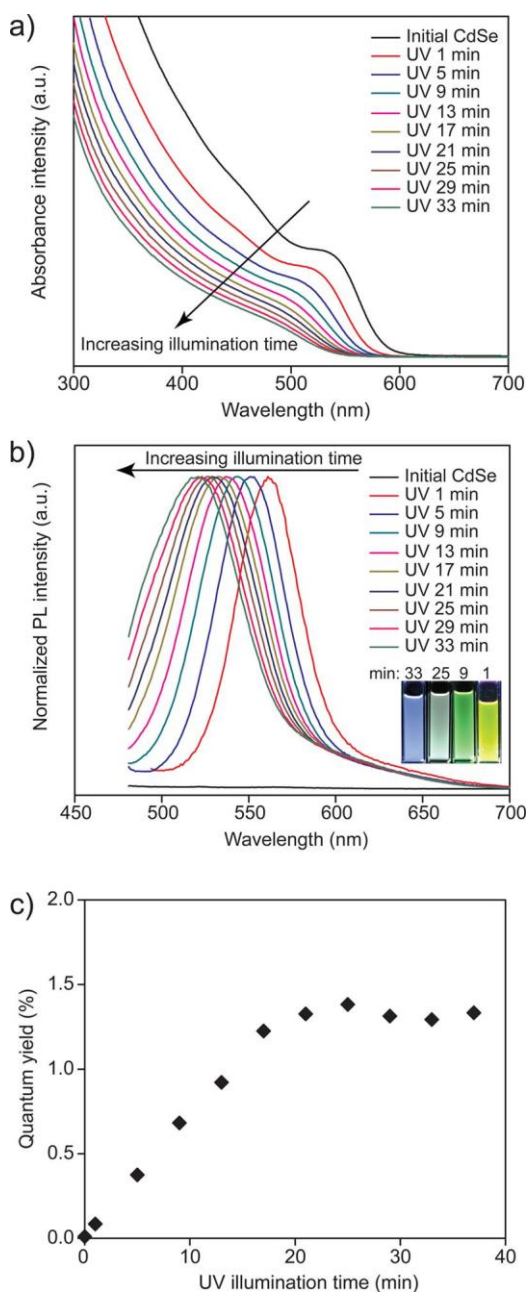 a)
Absorbance intensity (a.u.)
Initial CdSe
UV 1 min
UV 5 min
UV 9 min
UV 13 min
UV 17 min
UV 21 min
UV 25 min
UV 29 min
UV 33 min
Increasing illumination time
300 400 500 600 700
Wavelength (nm)
b)
Normalized PL intensity (a.u.)
Increasing illumination time
Initial CdSe
UV 1 min
UV 5 min
UV 9 min
UV 13 min
UV 17 min
UV 21 min
UV 25 min
UV 29 min
UV 33 min
min: 33 25 9 1
450 500 550 600 650 700
Wavelength (nm)
c)
Quantum yield (%)
2.0
1.5
1.0
0.5
0.0
0 10 20 30 40
UV illumination time (min)